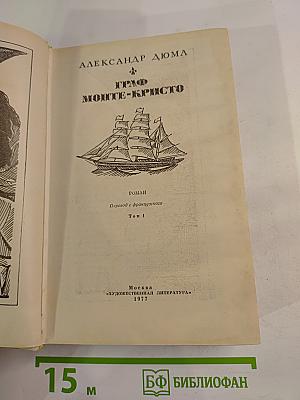 АЛЕКСАНДР ДЮМА
ГРАФ
МОНТЕ-КРИСТО
РОМАН
Перевод с французского
Том 1
Москва
«ХУДОЖЕСТВЕННАЯ ЛИТЕРАТУРА»
1977
15 м
БФ БИБЛИОФАН